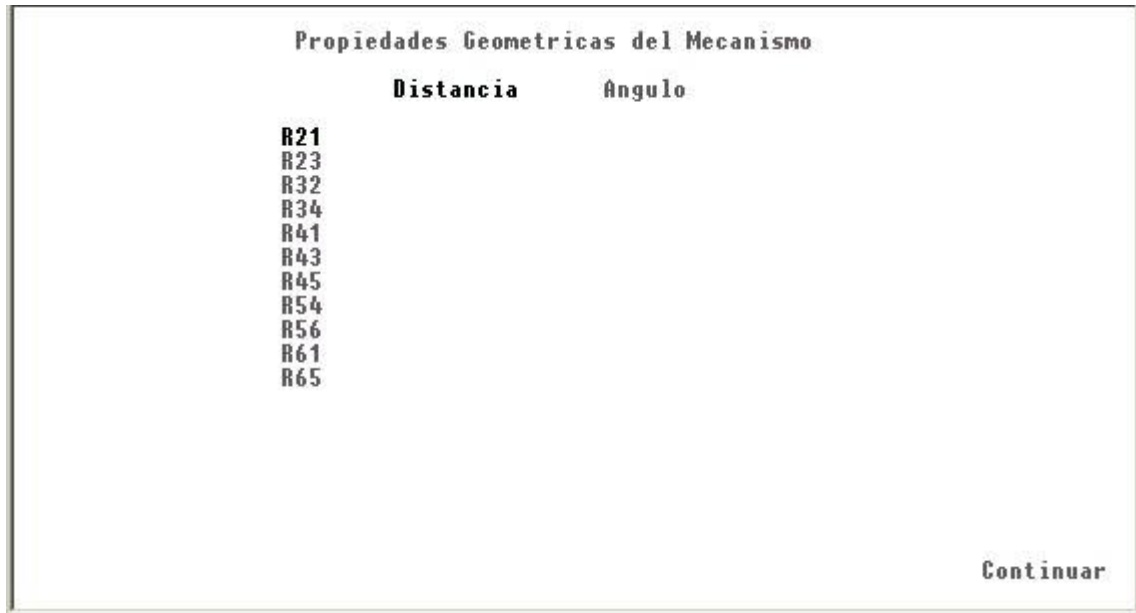 Propiedades Geometricas del Mecanismo
Distancia Angulo
R21
R23
R32
R34
R41
R43
R45
R54
R56
R61
R65
Continuar